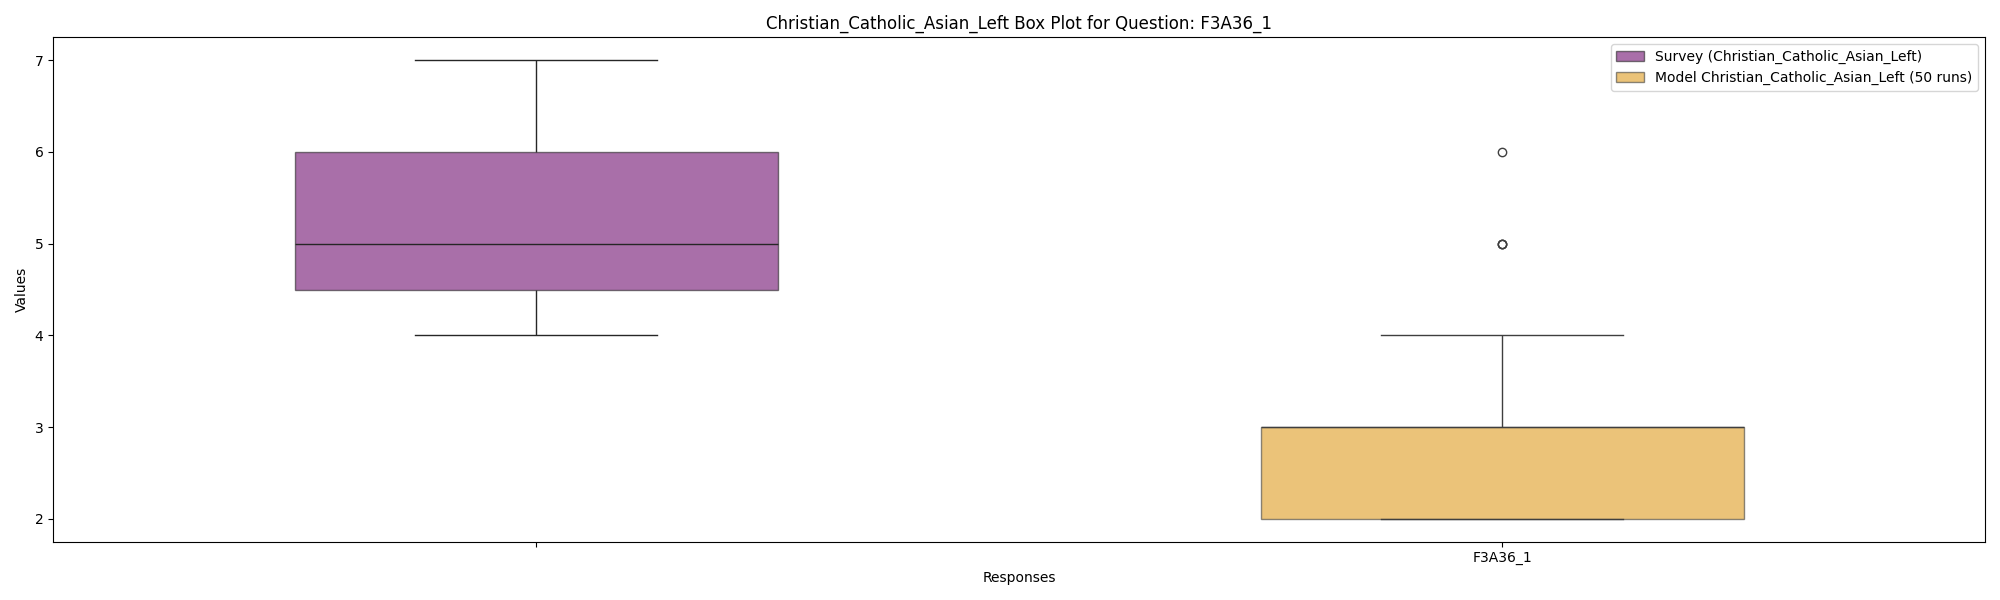 Christian_Catholic_Asian_Left Box Plot for Question: F3A36_1
Survey (Christian_Catholic_Asian_Left)
Model Christian_Catholic_Asian_Left (50 runs)
Values
7
6
5
4
3
2
F3A36_1
Responses